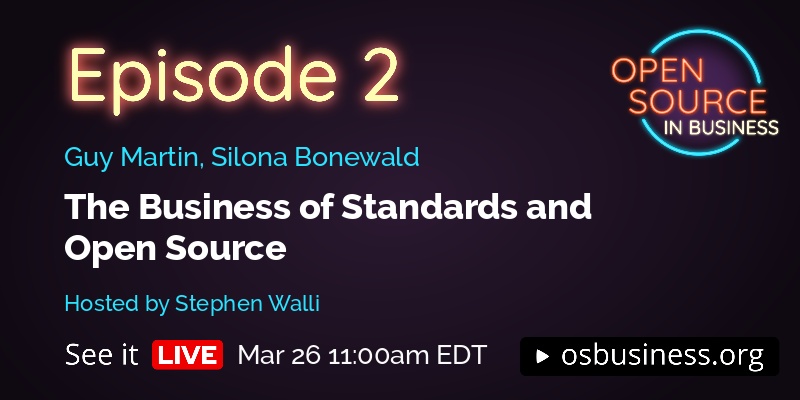 Episode 2
OPEN
SOURCE
IN BUSINESS
Guy Martin, Silona Bonewald
The Business of Standards and
Open Source
Hosted by Stephen Walli
See it LIVE Mar 26 11:00am EDT
osbusiness.org